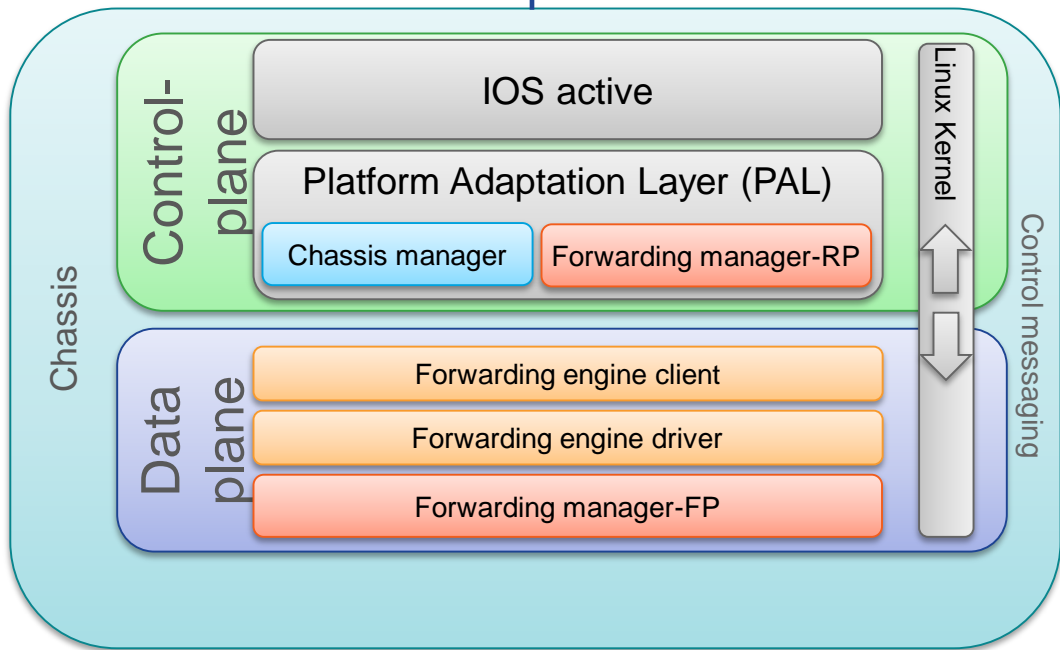 Chassis
Control-
plane
IOS active
Platform Adaptation Layer (PAL)
Chassis manager
Forwarding manager-RP
Linux Kernel
Control messaging
Data
plane
Forwarding engine client
Forwarding engine driver
Forwarding manager-FP